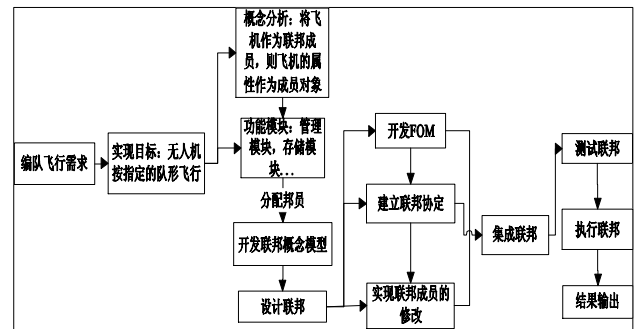 概念分析：将飞
机作为联邦成
员，则飞机的属
性作为成员对象
功能模块：管理
模块，存储模
块...
编队飞行需求
实现目标：无人机
按指定的队形飞行
分配邦员
开发联邦概念模型
设计联邦
开发FOM
建立联邦协定
实现联邦成员的
修改
集成联邦
测试联邦
执行联邦
结果输出